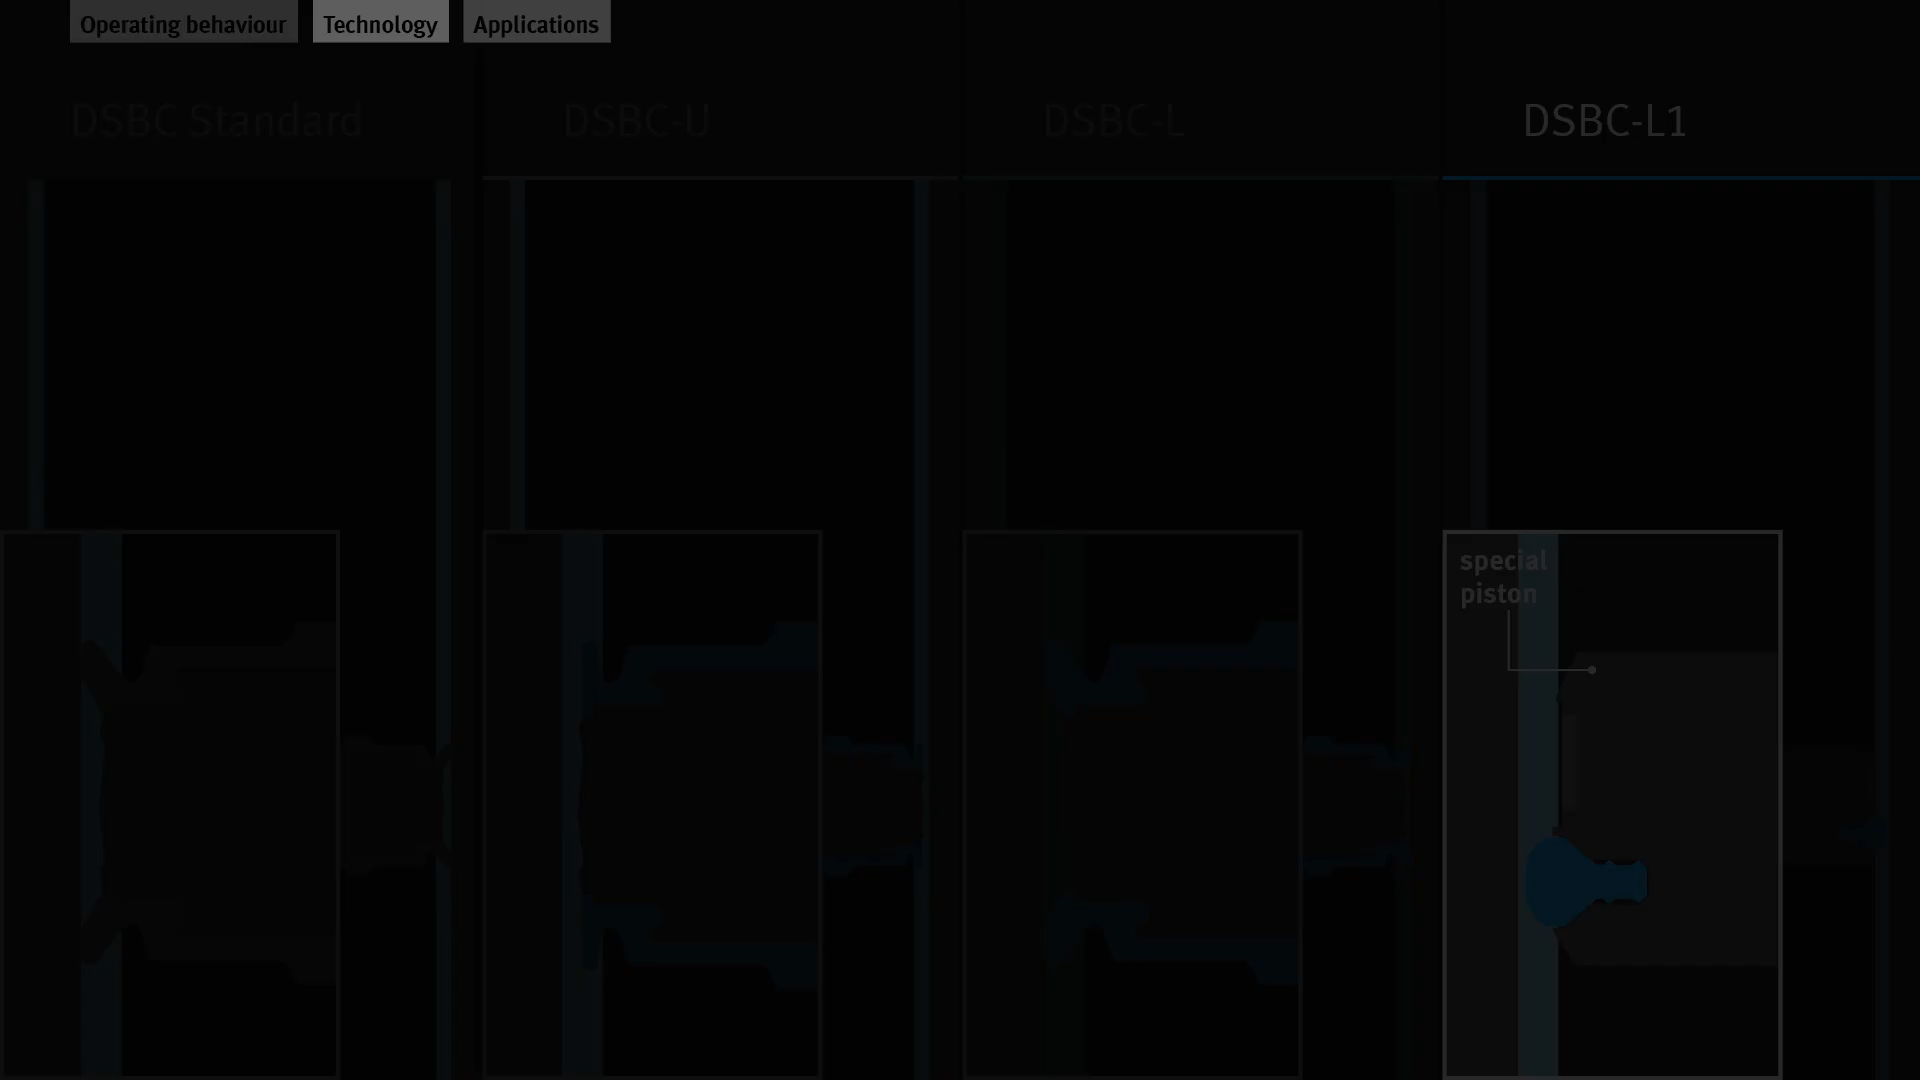 Operating behaviour
Technology
Applications
DSBC Standard
DSBC-U
DSBC-L
DSBC-L1
special
piston